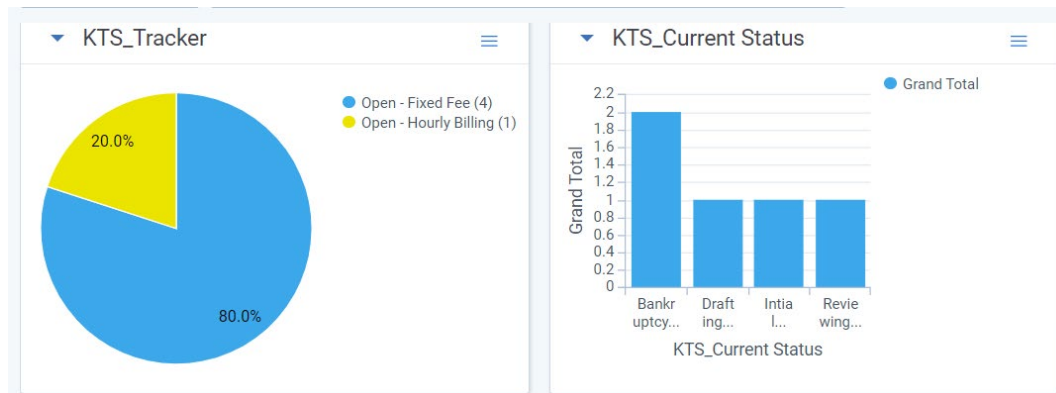 KTS_Tracker
Open - Fixed Fee (4)
Open - Hourly Billing (1)
20.0%
80.0%
KTS_Current Status
Grand Total
Grand Total
2.2
2
1.8
1.6
1.4
1.2
1
0.8
0.6
0.4
0.2
0
Bankr
uptcy...
Draft
ing...
Intia
l...
Revie
wing...
KTS_Current Status